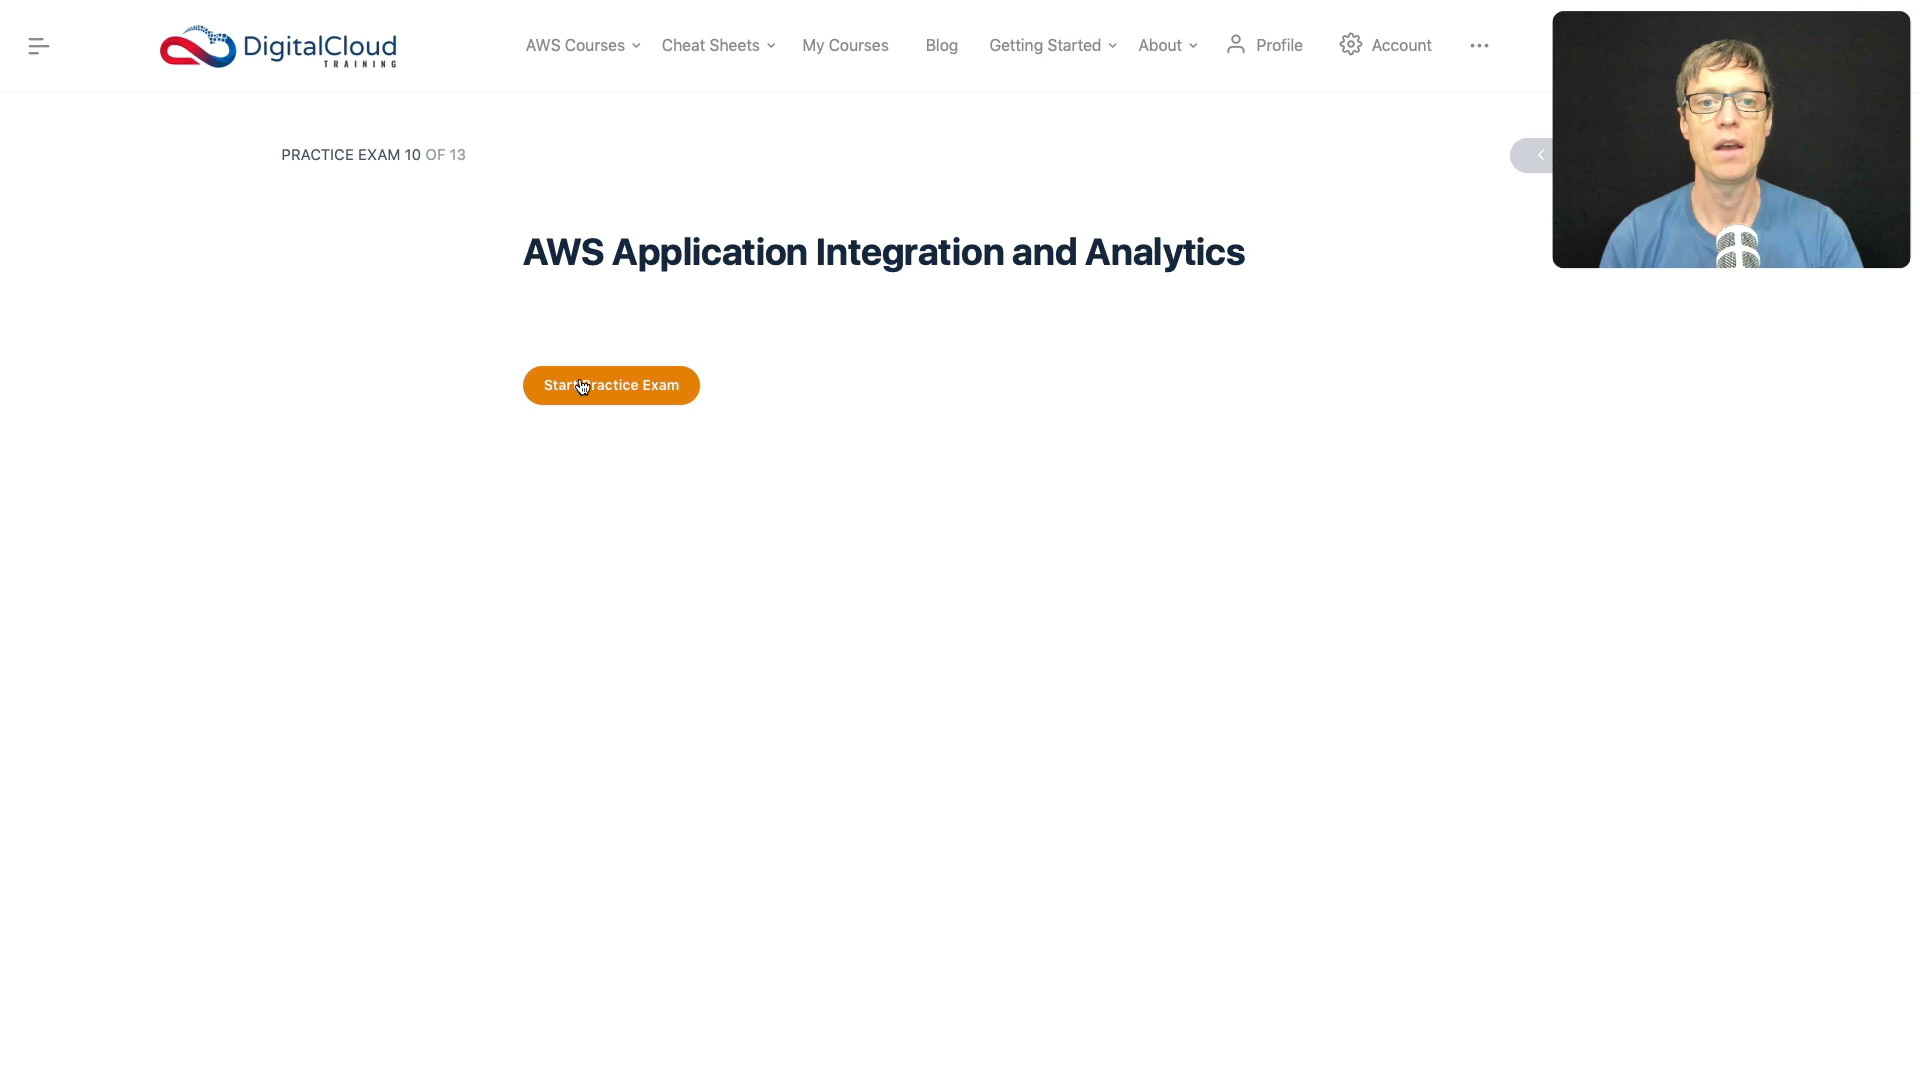 DigitalCloud
TRAINING
AWS Courses
Cheat Sheets
My Courses
Blog
Getting Started
About
Profile
Account
PRACTICE EXAM 10 OF 13
AWS Application Integration and Analytics
Start Practice Exam